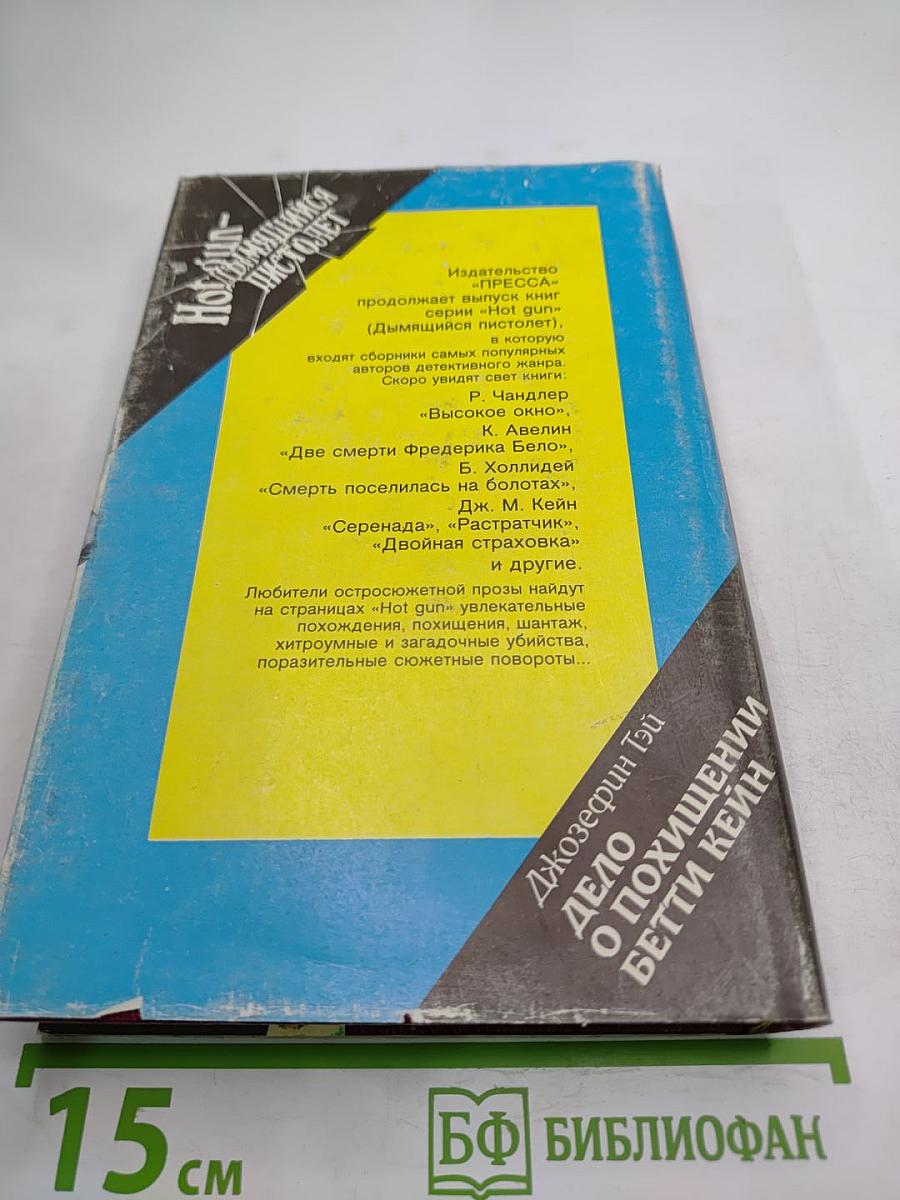 Hot gun-
ДЫМЯЩИЙСЯ
ПИСТОЛЕТ
Издательство
«ПРЕССА»
продолжает выпуск книг
серии «Hot gun»
(Дымящийся пистолет),
в которую
входят сборники самых популярных
авторов детективного жанра.
Скоро увидят свет книги:
Р. Чандлер
«Высокое окно»,
К. Авелин
«Две смерти Фредерика Бело»,
Б. Холлидей
«Смерть поселилась на болотах»,
Дж. М. Кейн
«Серенада», «Растратчик»,
«Двойная страховка»
и другие.
Любители остросюжетной прозы найдут
на страницах «Hot gun» увлекательные
похождения, похищения, шантаж,
хитроумные и загадочные убийства,
поразительные сюжетные повороты...
Джозефин Тэй
ДЕЛО
О ПОХИЩЕНИИ
БЕТТИ КЕЙН
15 см
БФ БИБЛИОФАН